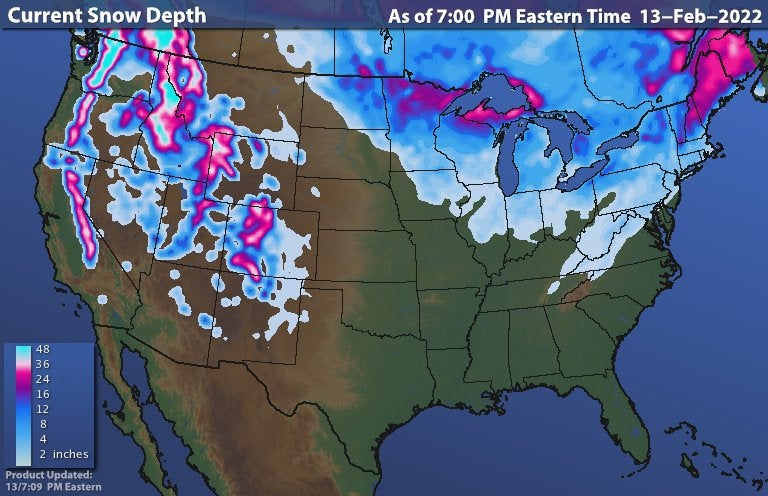 Current Snow Depth
As of 7:00 PM Eastern Time 13-Feb-2022
48
36
24
16
12
8
4
2 inches
Product Updated:
13/7:09 PM Eastern